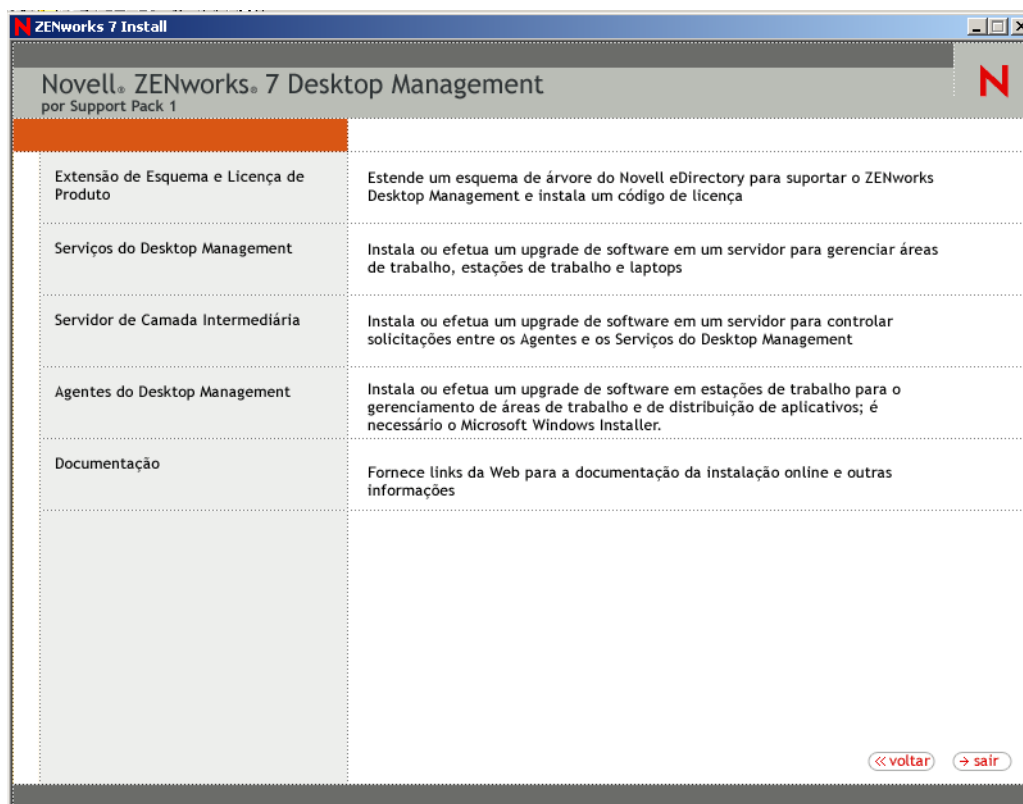 ZENworks 7 Install
Novell® ZENworks® 7 Desktop Management
por Support Pack 1
N
Extensão de Esquema e Licença de
Produto
Estende um esquema de árvore do Novell eDirectory para suportar o ZENworks
Desktop Management e instala um código de licença
Serviços do Desktop Management
Instala ou efetua um upgrade de software em um servidor para gerenciar áreas
de trabalho, estações de trabalho e laptops
Servidor de Camada Intermediária
Instala ou efetua um upgrade de software em um servidor para controlar
solicitações entre os Agentes e os Serviços do Desktop Management
Agentes do Desktop Management
Instala ou efetua um upgrade de software em estações de trabalho para o
gerenciamento de áreas de trabalho e de distribuição de aplicativos; é
necessário o Microsoft Windows Installer.
Documentação
Fornece links da Web para a documentação da instalação online e outras
informações
voltar
sair